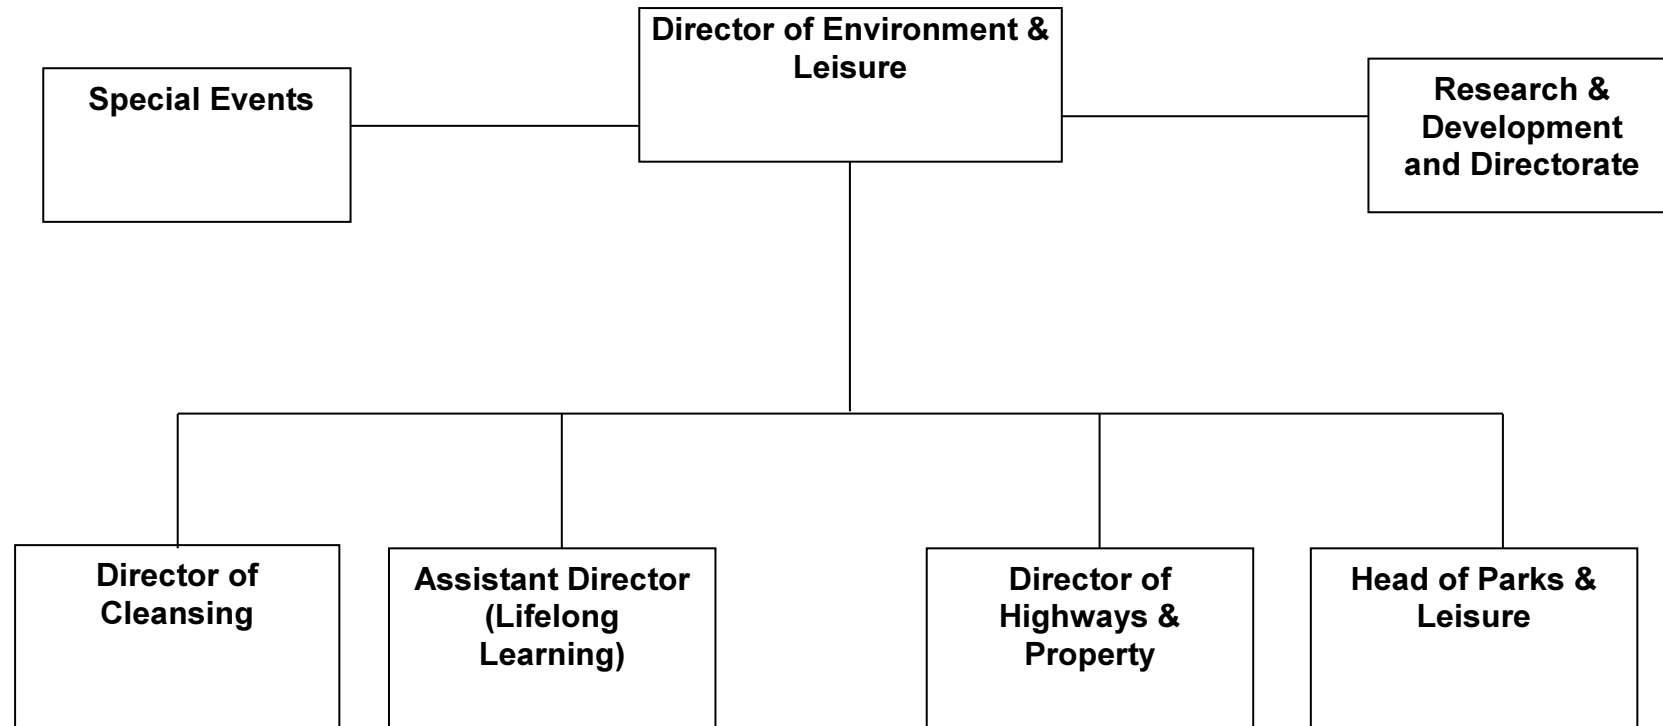 Director of Environment &
Leisure
Special Events
Research &
Development
and Directorate
Director of
Cleansing
Assistant Director
(Lifelong
Learning)
Director of
Highways &
Property
Head of Parks &
Leisure